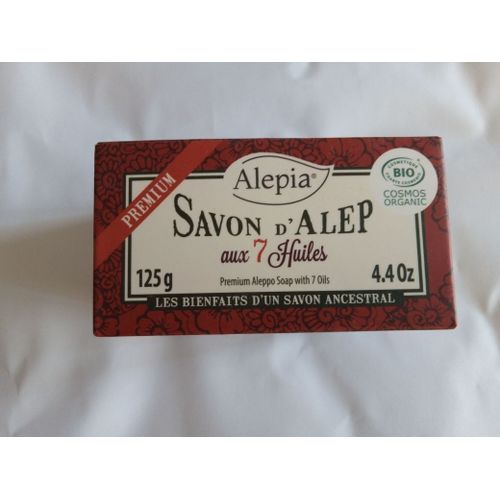 PREMIUM
Alepia®
COSMÉTIQUE
BIO
COSMOS
ORGANIC
SAVON D'ALEP
aux 7 Huiles
125 g
Premium Aleppo Soap with 7 Oils
4.4 Oz
LES BIENFAITS D'UN SAVON ANCESTRAL